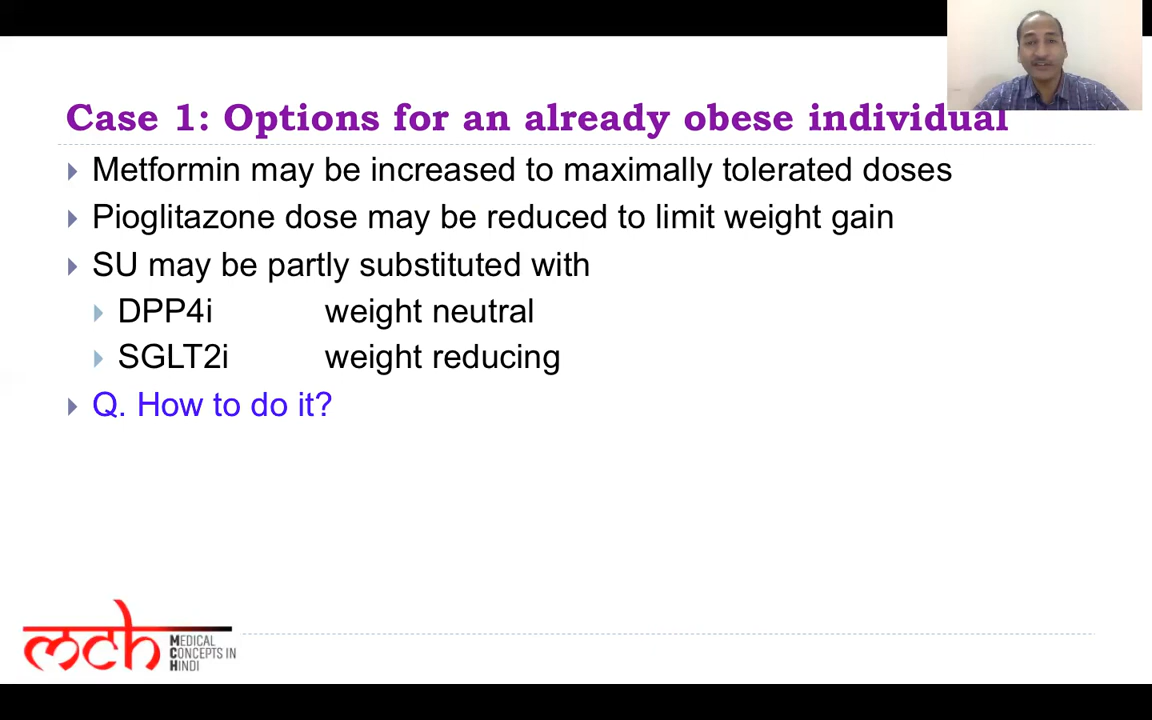 Case 1: Options for an already obese individual
Metformin may be increased to maximally tolerated doses
Pioglitazone dose may be reduced to limit weight gain
SU may be partly substituted with
DPP4i weight neutral
SGLT2i weight reducing
Q. How to do it?
mch
MEDICAL
CONCEPTS IN
HINDI